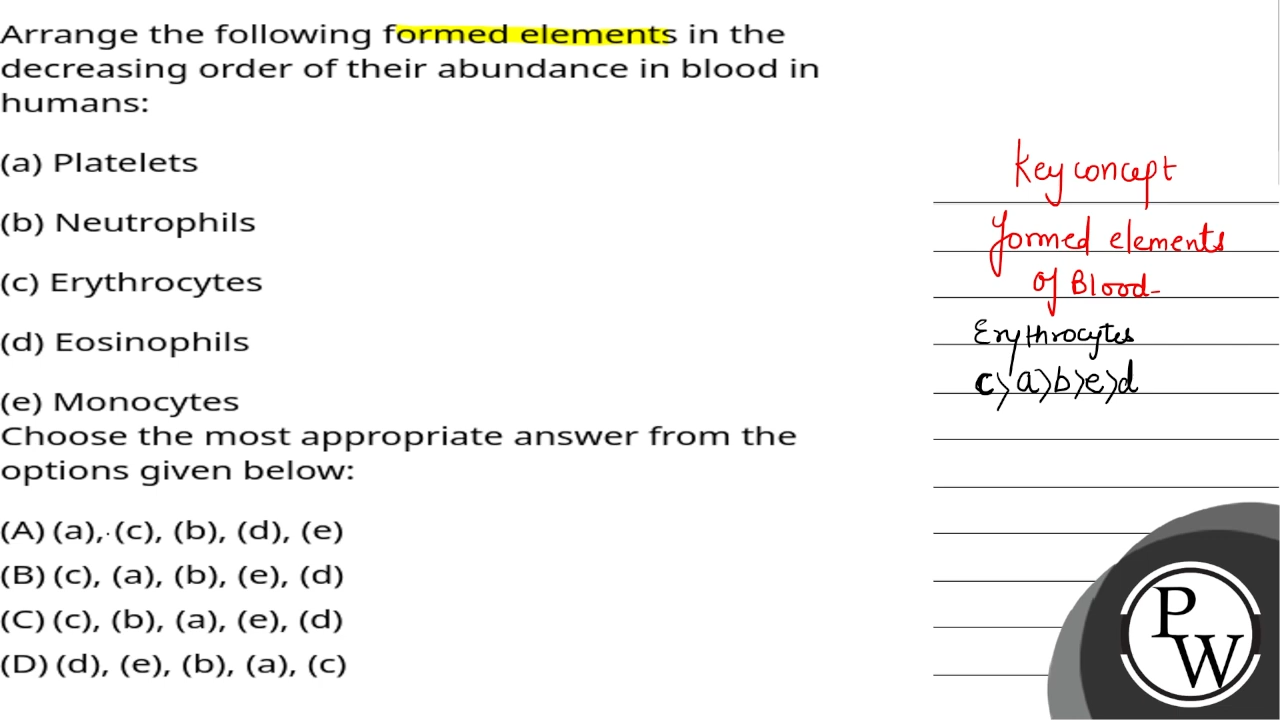 Arrange the following formed elements in the
decreasing order of their abundance in blood in
humans:
(a) Platelets
(b) Neutrophils
(c) Erythrocytes
(d) Eosinophils
(e) Monocytes
Choose the most appropriate answer from the
options given below:
(A) (a), (c), (b), (d), (e)
(B) (c), (a), (b), (e), (d)
(C) (c), (b), (a), (e), (d)
(D) (d), (e), (b), (a), (c)
Key concept
formed elements
of Blood-
Erythrocytes
c>a>b>e>d
P
W